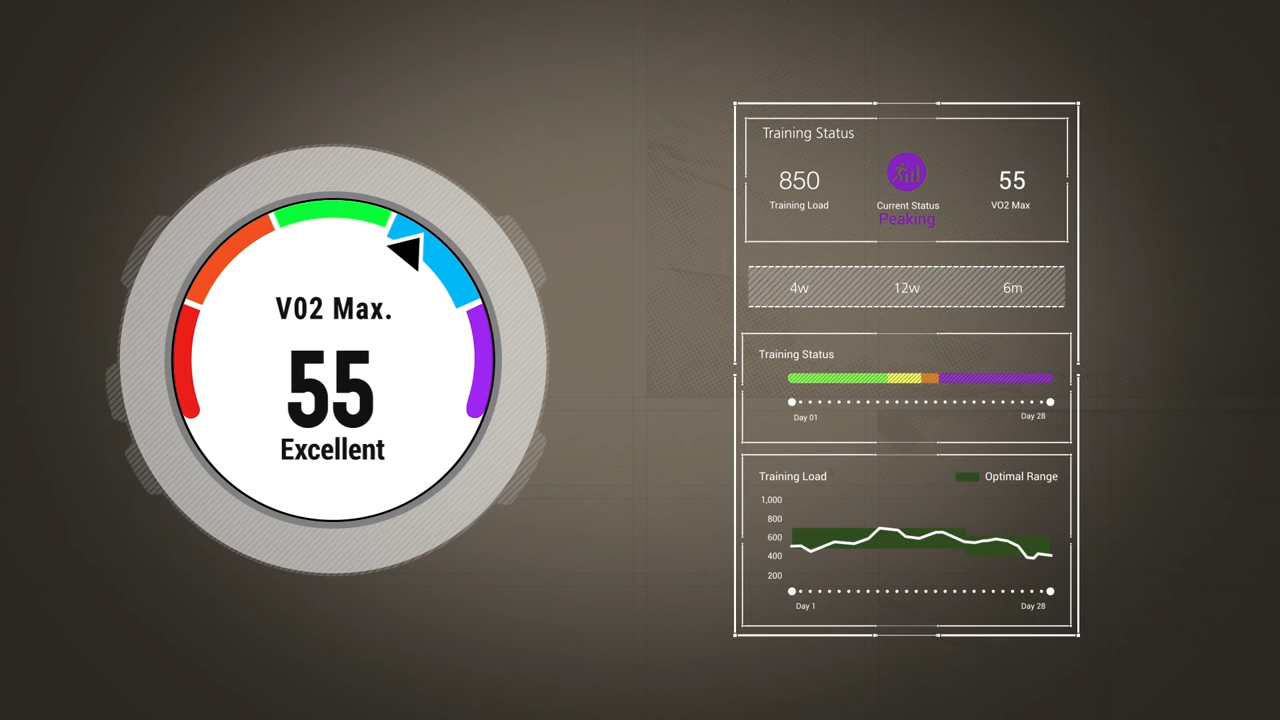 V02 Max.
55
Excellent
Training Status
850
55
Training Load
Current Status
VO2 Max
Peaking
4w
12w
6m
Training Status
Day 01
Day 28
Training Load
Optimal Range
1,000
800
600
400
200
Day 1
Day 28